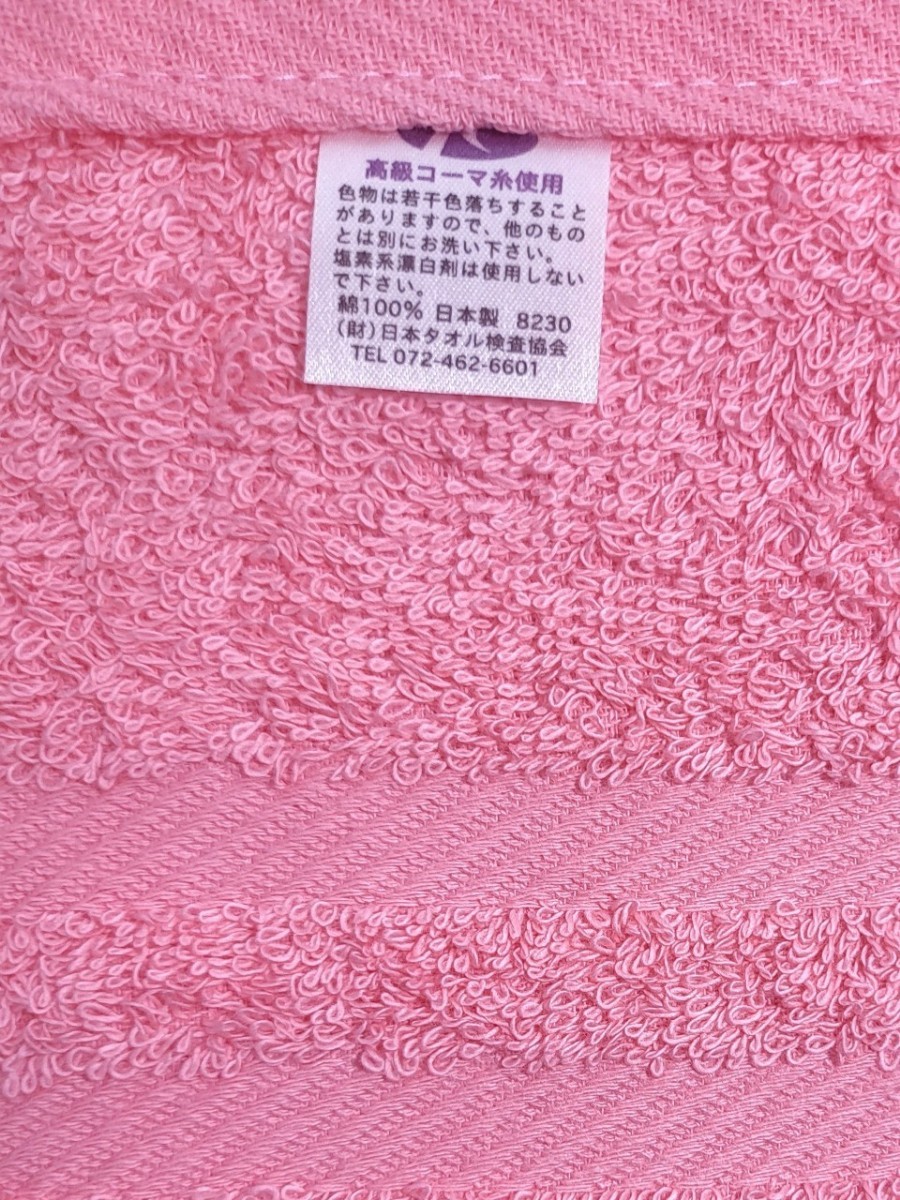 高級コーマ糸使用
色物は若干色落ちすること
がありますので、他のもの
とは別にお洗い下さい。
塩素系漂白剤は使用しない
で下さい。
綿100% 日本製 8230
(財)日本タオル検査協会
TEL 072-462-6601